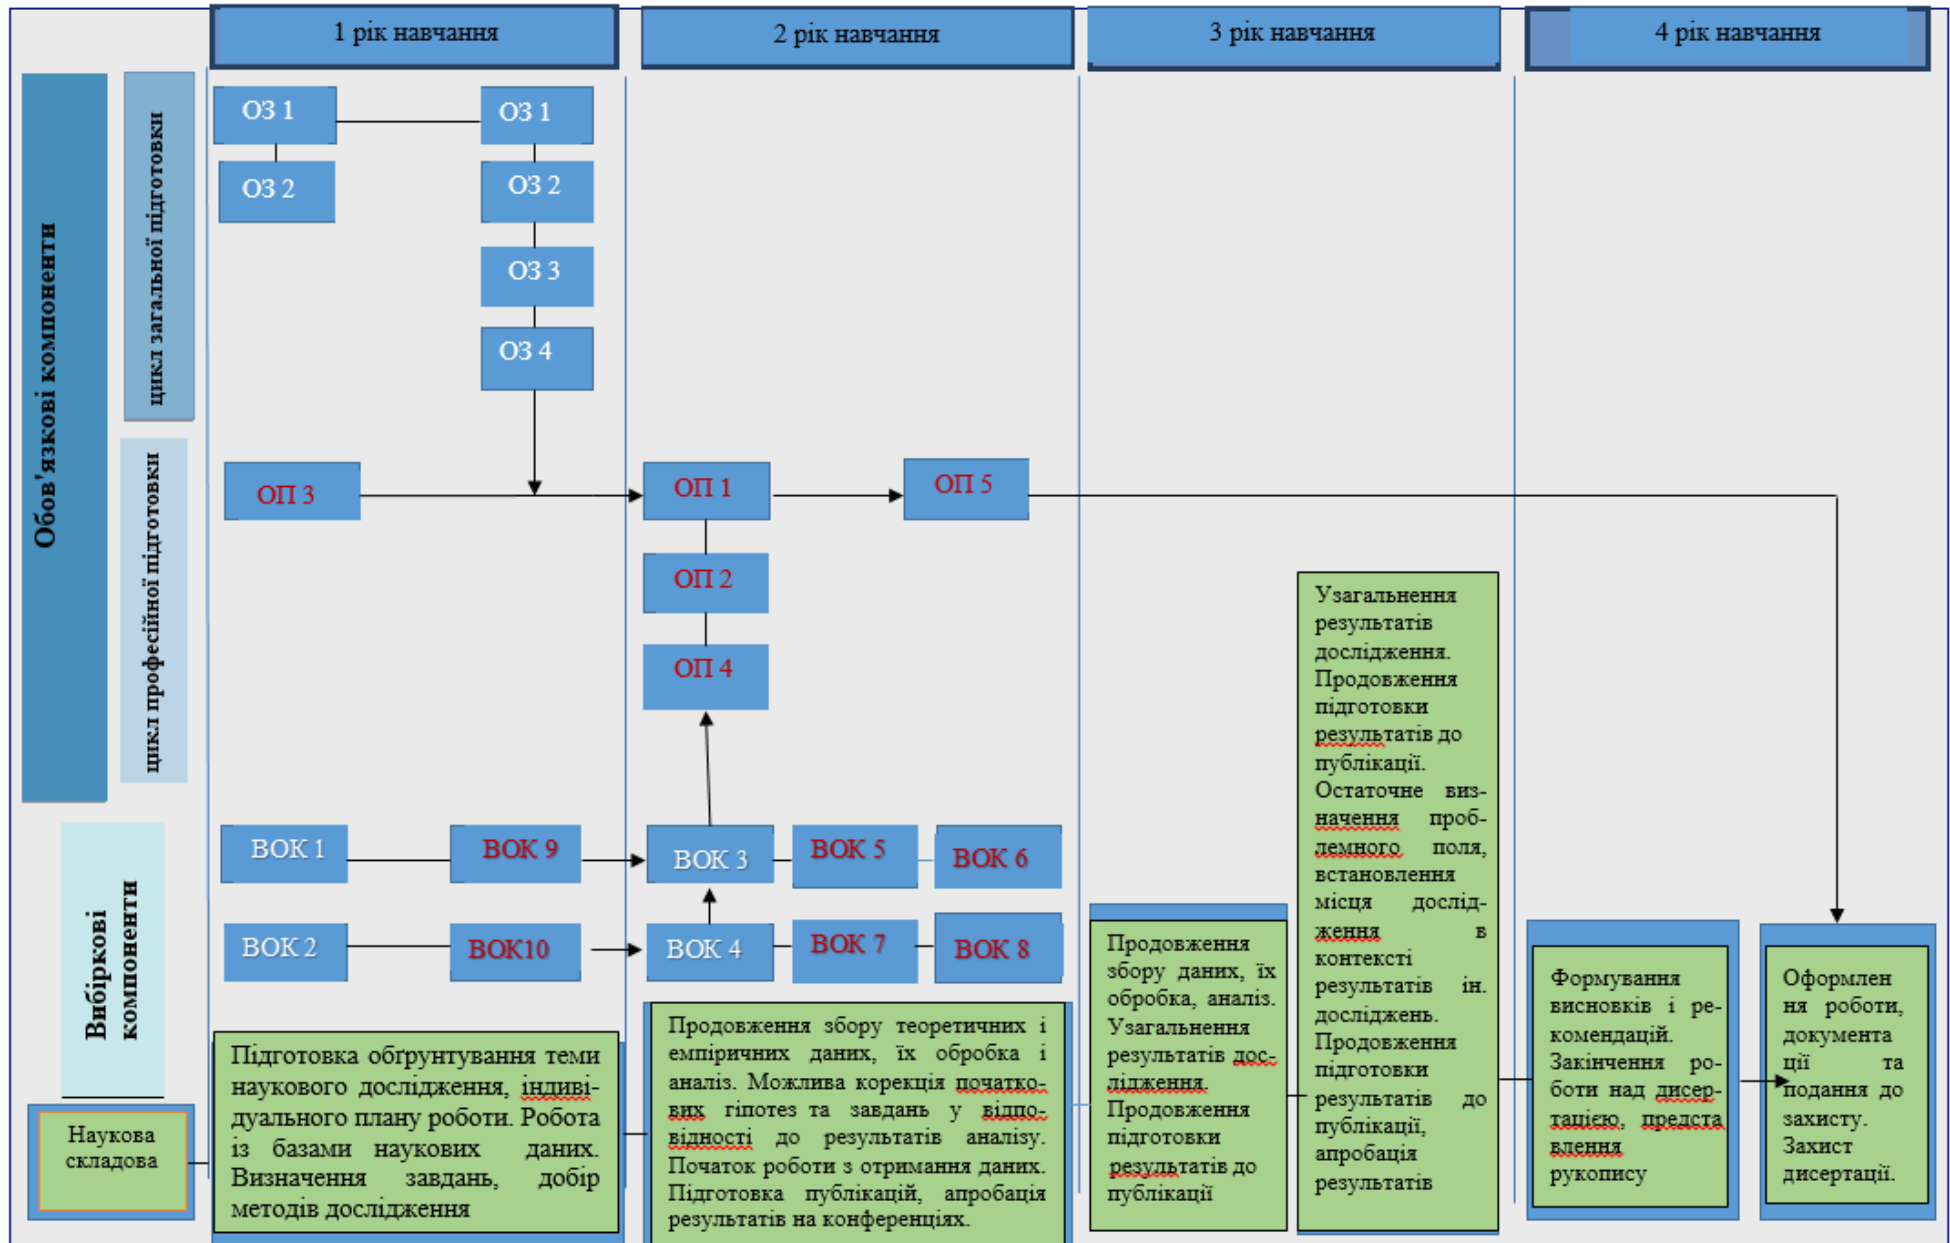 1 рік навчання
2 рік навчання
3 рік навчання
4 рік навчання
Обов'язкові компоненти
цикл загальної підготовки
ОЗ 1
ОЗ 1
ОЗ 2
ОЗ 2
ОЗ 3
ОЗ 4
цикл професійної підготовки
ОП 3
ОП 1
ОП 5
ОП 2
ОП 4
Вибіркові
компоненти
ВОК 1
ВОК 9
ВОК 3
ВОК 5
ВОК 6
ВОК 2
ВОК10
ВОК 4
ВОК 7
ВОК 8
Наукова
складова
Підготовка обґрунтування теми
наукового дослідження, індиві-
дуального плану роботи. Робота
із базами наукових даних.
Визначення завдань, добір
методів дослідження
Продовження збору теоретичних і
емпіричних даних, їх обробка і
аналіз. Можлива корекція початко-
вих гіпотез та завдань у відпо-
відності до результатів аналізу.
Початок роботи з отримання даних.
Підготовка публікацій, апробація
результатів на конференціях.
Продовження
збору даних, їх
обробка, аналіз.
Узагальнення
результатів дос-
лідження.
Продовження
підготовки
результатів до
публікації
Узагальнення
результатів
дослідження.
Продовження
підготовки
результатів до
публікації.
Остаточне виз-
начення проб-
лемного поля,
встановлення
місця дослід-
ження в
контексті
результатів ін.
досліджень.
Продовження
підготовки
результатів до
публікації,
апробація
результатів
Формування
висновків і ре-
комендацій.
Закінчення ро-
боти над дисер-
тацією, предста
влення
рукопису
Оформлен
ня роботи,
документа
ції та
подання до
захисту.
Захист
дисертації.